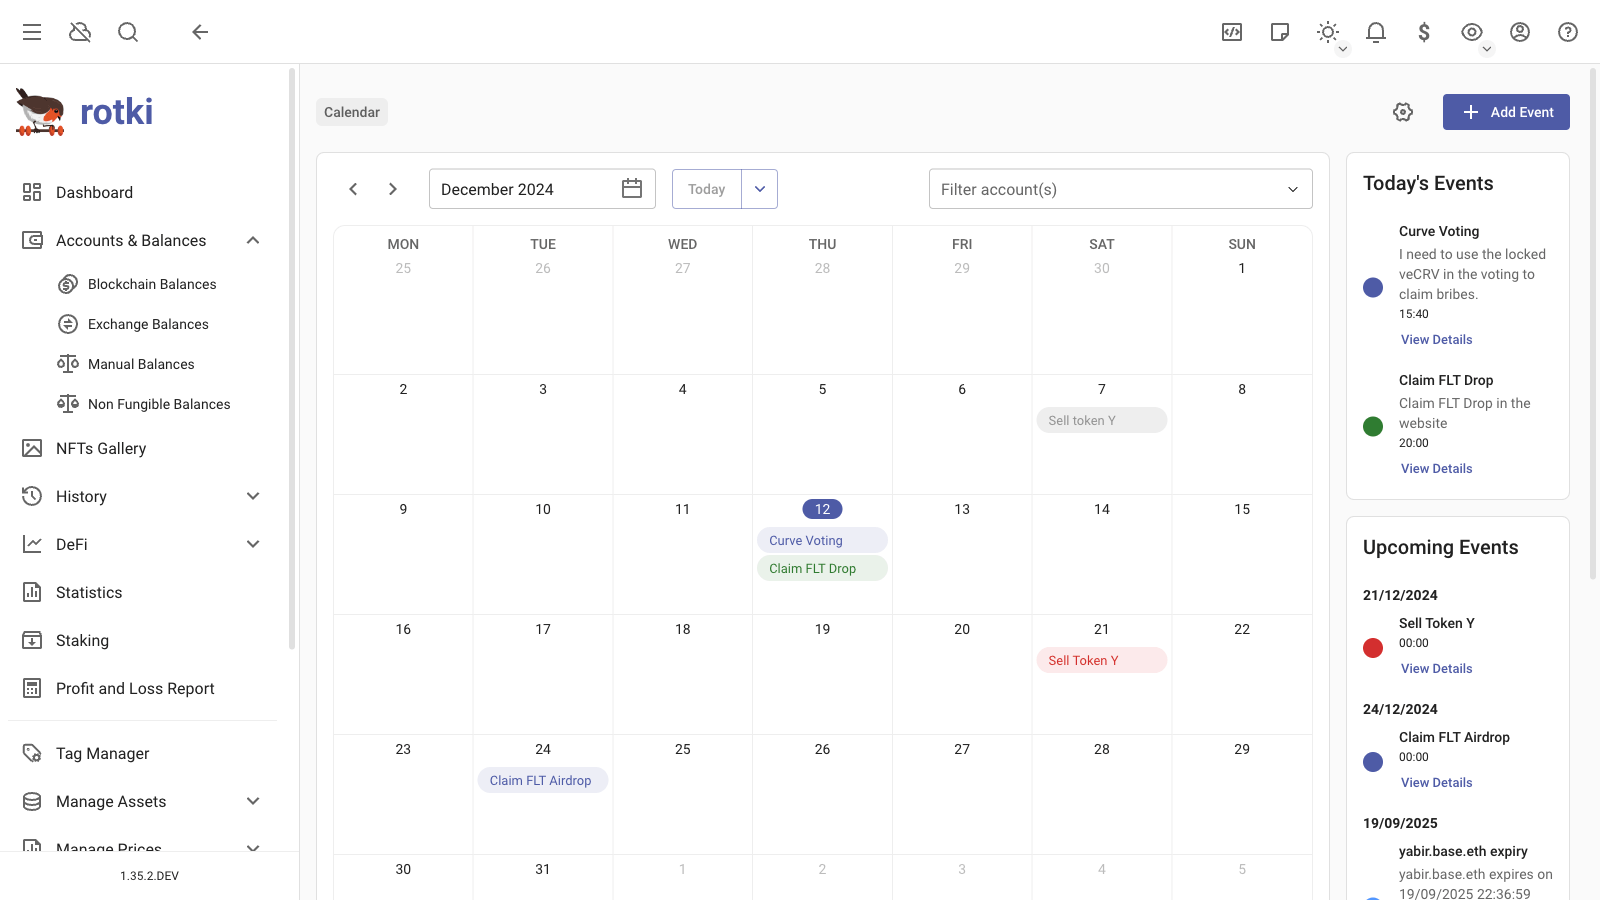 rotki
Dashboard
Accounts & Balances
Blockchain Balances
Exchange Balances
Manual Balances
Non Fungible Balances
NFTs Gallery
History
DeFi
Statistics
Staking
Profit and Loss Report
Tag Manager
Manage Assets
Manage Prices
1.35.2.DEV
Calendar
Add Event
December 2024
Today
Filter account(s)
MON TUE WED THU FRI SAT SUN
25 26 27 28 29 30 1
2 3 4 5 6 7 8
Sell token Y
9 10 11 12 13 14 15
Curve Voting
Claim FLT Drop
16 17 18 19 20 21 22
Sell Token Y
23 24 25 26 27 28 29
Claim FLT Airdrop
30 31 1 2 3 4 5
Today's Events
Curve Voting
I need to use the locked
veCRV in the voting to
claim bribes.
15:40
View Details
Claim FLT Drop
Claim FLT Drop in the
website
20:00
View Details
Upcoming Events
21/12/2024
Sell Token Y
00:00
View Details
24/12/2024
Claim FLT Airdrop
00:00
View Details
19/09/2025
yabir.base.eth expiry
yabir.base.eth expires on
19/09/2025 22:36:59